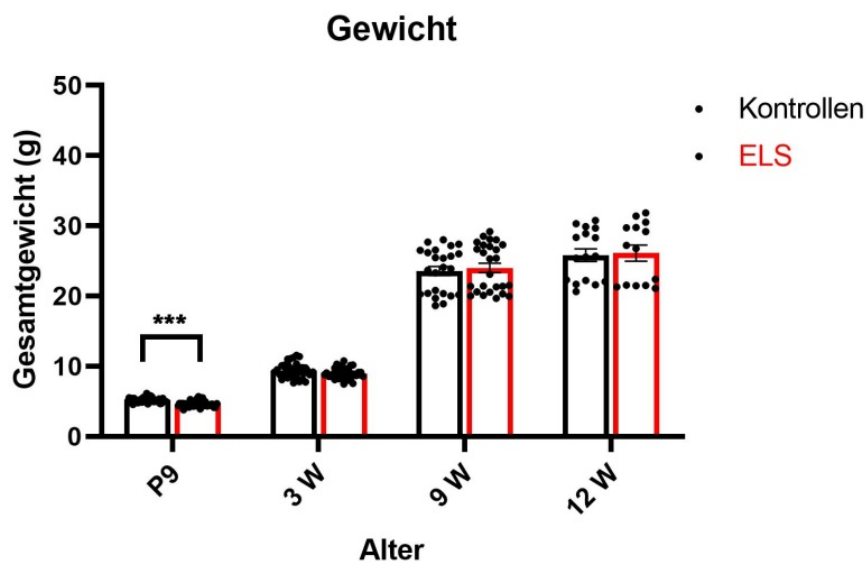 Gewicht
50
40
30
20
10
0
Gesamtgewicht (g)
***
P9
3 W
9 W
12 W
Alter
Kontrollen
ELS